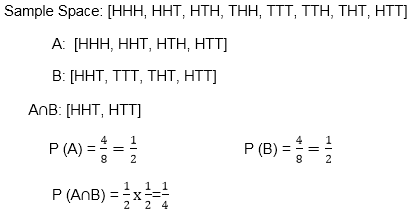 Sample Space: [HHH, HHT, HTH, THH, TTT, TTH, THT, HTT]
A: [HHH, HHT, HTH, HTT]
B: [HHT, TTT, THT, HTT]
A∩B: [HHT, HTT]
P (A) = 4/8 = 1/2 P (B) = 4/8 = 1/2
P (A∩B) = 1/2 x 1/2 = 1/4